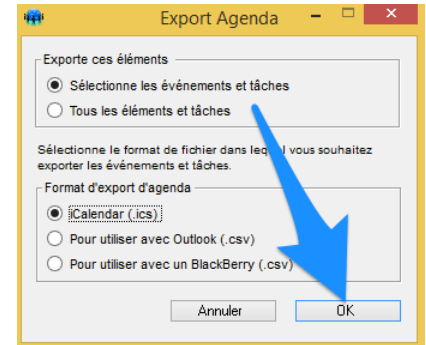 Export Agenda
Exporte ces éléments
Sélectionne les événements et tâches
Tous les éléments et tâches
Sélectionne le format de fichier dans vous souhaitez
exporter les événements et tâches.
Format d'export d'agenda
iCalendar (.ics)
Pour utiliser avec Outlook (.csv)
Pour utiliser avec un BlackBerry (.csv)
Annuler
OK